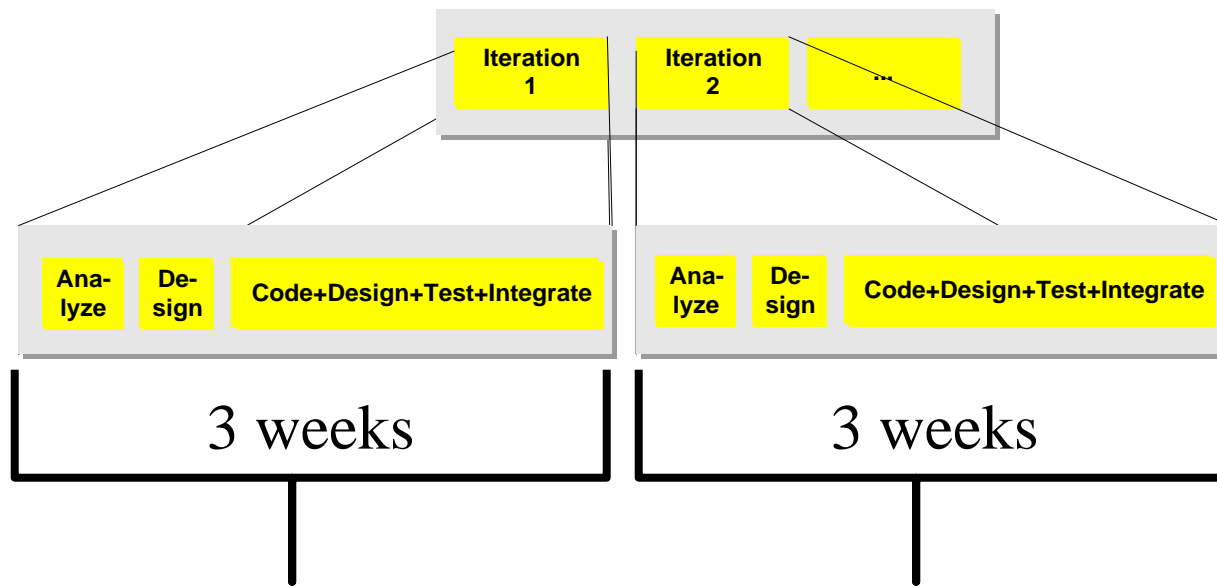 Iteration
1
Iteration
2
...
Ana-
lyze
De-
sign
Code+Design+Test+Integrate
Ana-
lyze
De-
sign
Code+Design+Test+Integrate
3 weeks
3 weeks